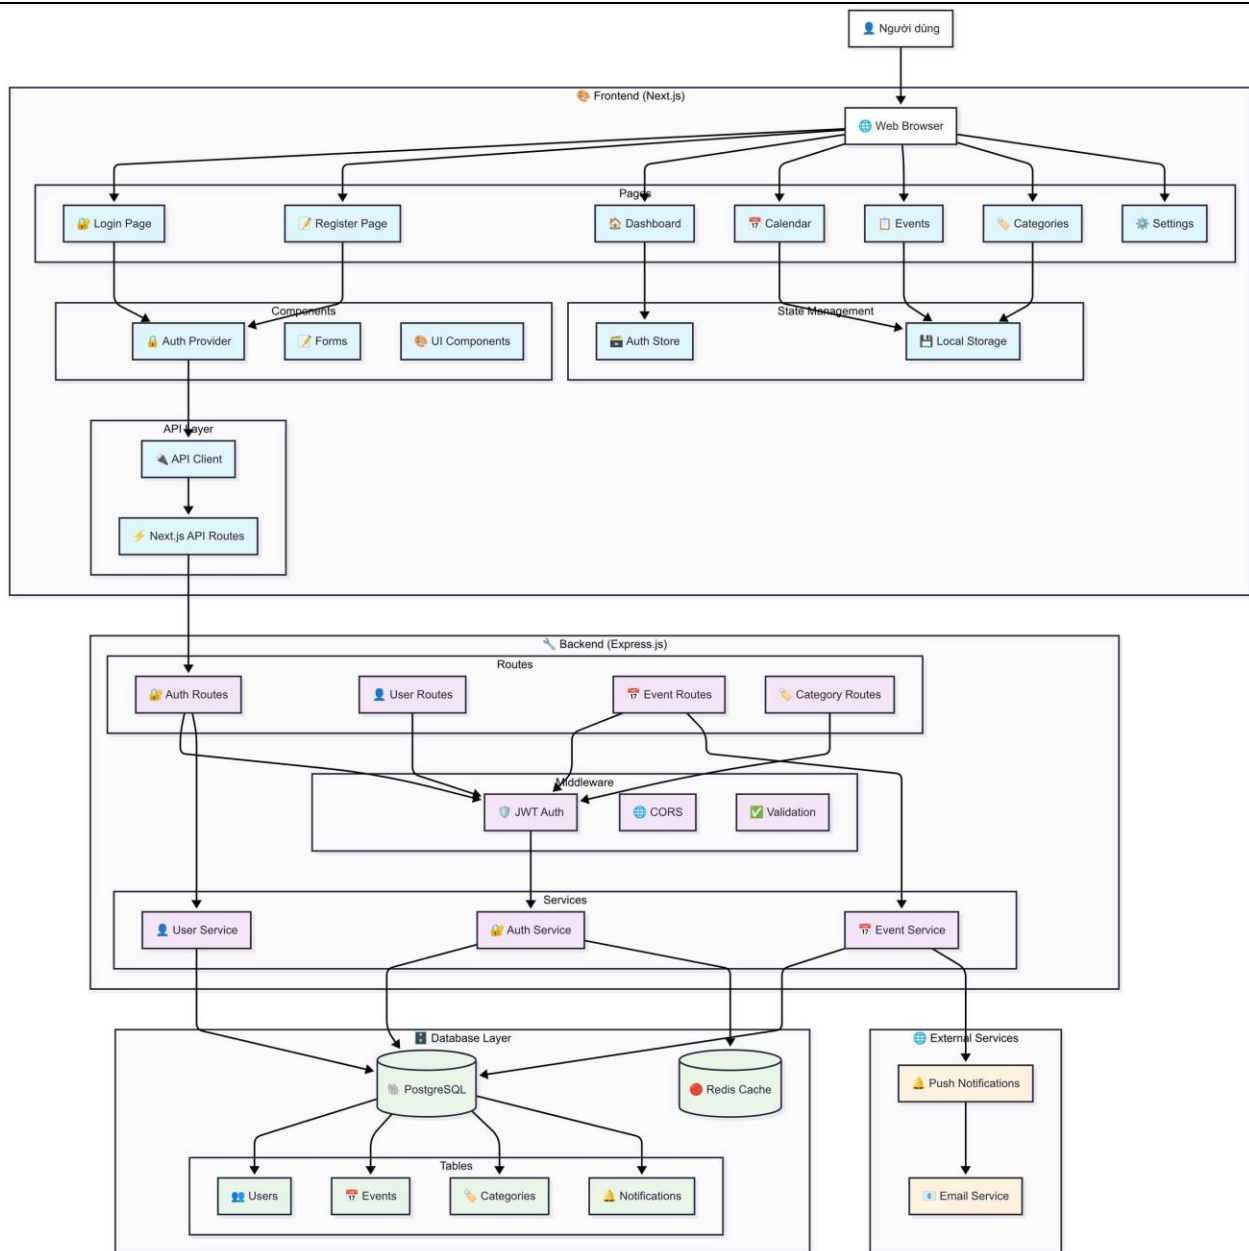 👤 Người dùng
🎨 Frontend (Next.js)
🌐 Web Browser
Pages
🔐 Login Page
📝 Register Page
🏠 Dashboard
📅 Calendar
📋 Events
🏷️ Categories
⚙️ Settings
Components
State Management
🔒 Auth Provider
📝 Forms
🎨 UI Components
🗃️ Auth Store
💾 Local Storage
API Layer
🔌 API Client
⚡ Next.js API Routes
🔧 Backend (Express.js)
Routes
🔐 Auth Routes
👤 User Routes
📅 Event Routes
🏷️ Category Routes
Middleware
🛡️ JWT Auth
🌐 CORS
✅ Validation
Services
👤 User Service
🔐 Auth Service
📅 Event Service
🗄️ Database Layer
🌐 External Services
🐘 PostgreSQL
🔴 Redis Cache
🔔 Push Notifications
Tables
👥 Users
📅 Events
🏷️ Categories
🔔 Notifications
📧 Email Service